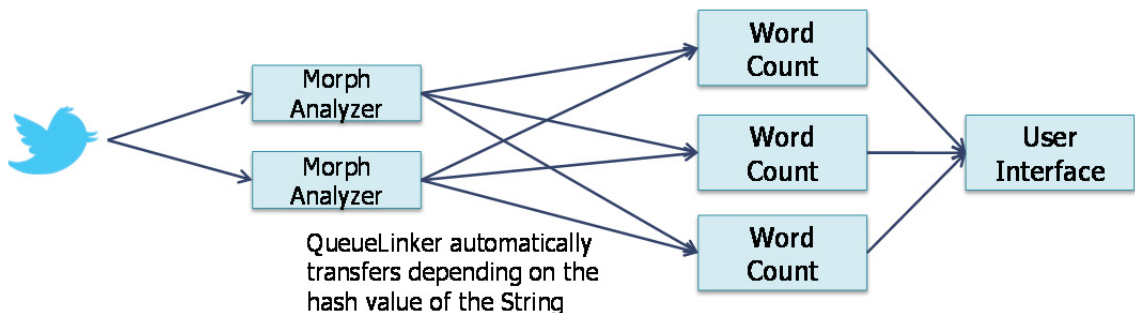 Morph
Analyzer
Morph
Analyzer
QueueLinker automatically
transfers depending on the
hash value of the String
Word
Count
Word
Count
Word
Count
User
Interface